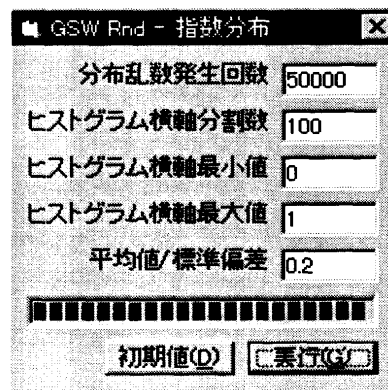 GSW Rnd - 指数分布
分布乱数発生回数 50000
ヒストグラム横軸分割数 100
ヒストグラム横軸最小値 0
ヒストグラム横軸最大値 1
平均値/標準偏差 0.2
初期値(D) 実行(G)